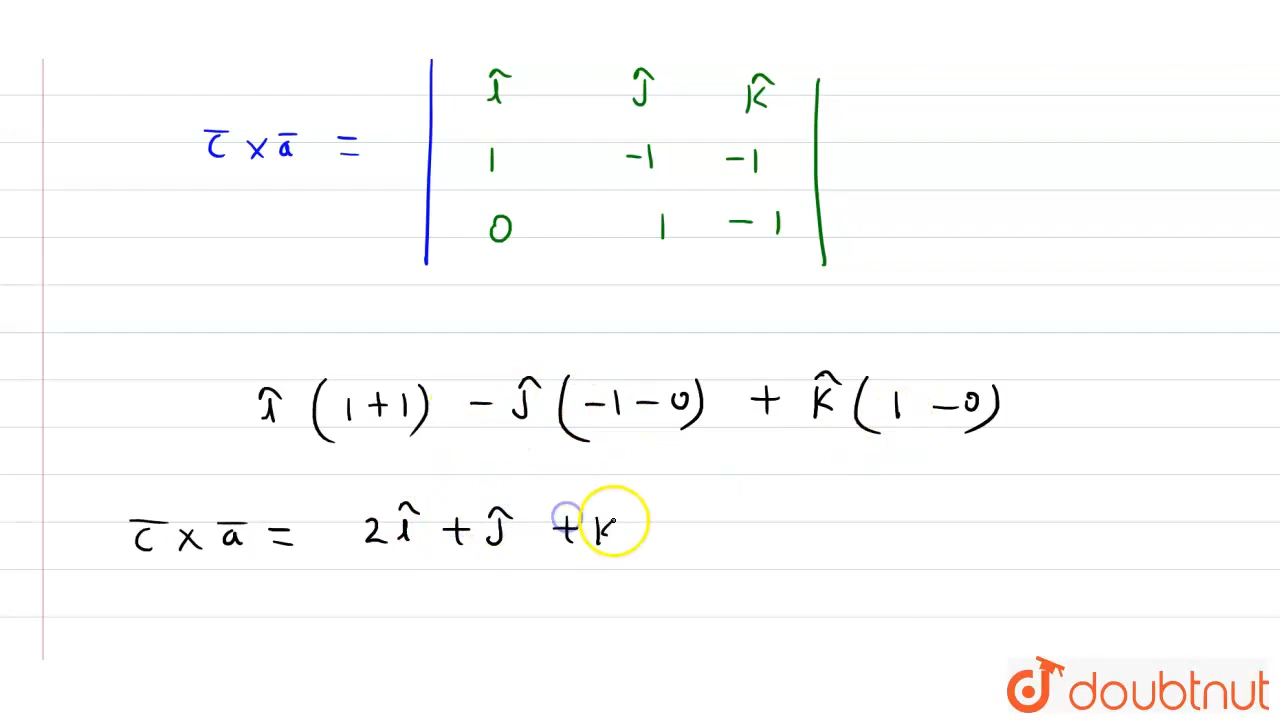 î ĵ k̂
c̄ × ā = 1 -1 -1
0 1 -1
î (1+1) - ĵ (-1-0) + k̂ (1-0)
c̄ × ā = 2î + ĵ + k
doubtnut